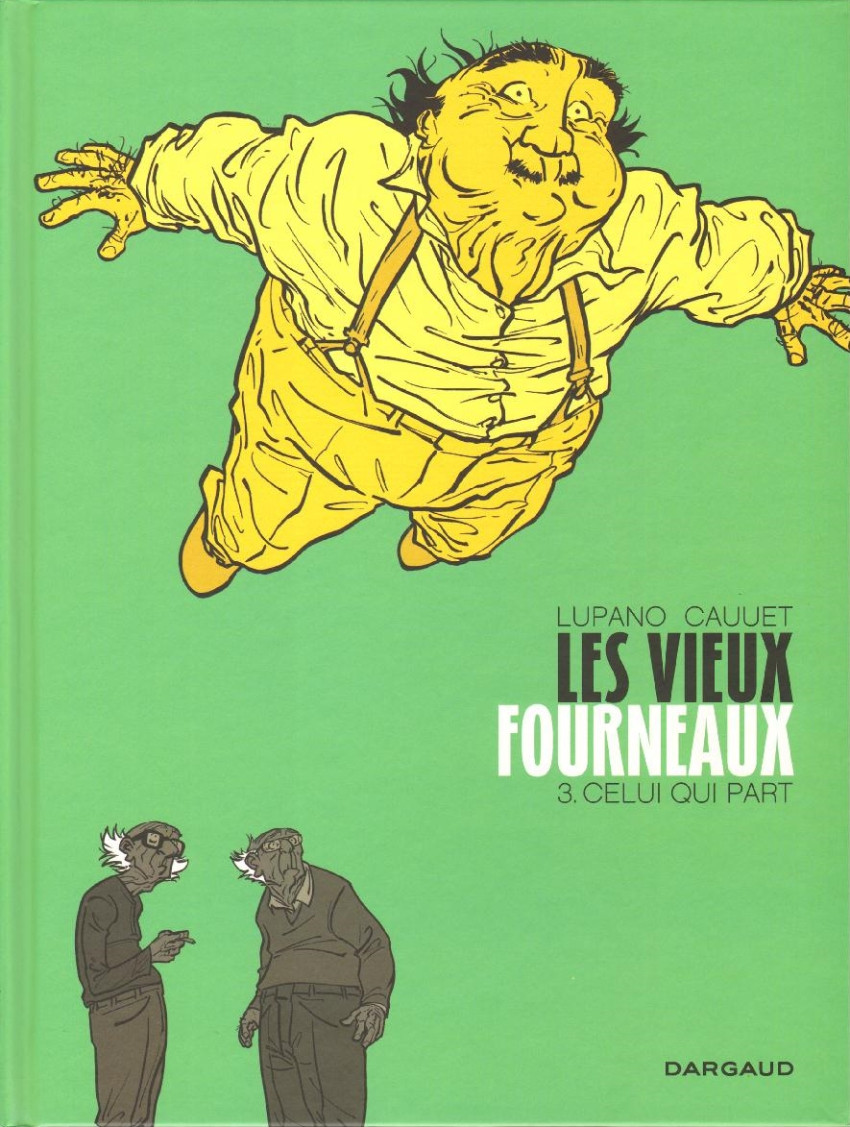 LUPANO CAUUET
LES VIEUX
FOURNEAUX
3. CELUI QUI PART
DARGAUD